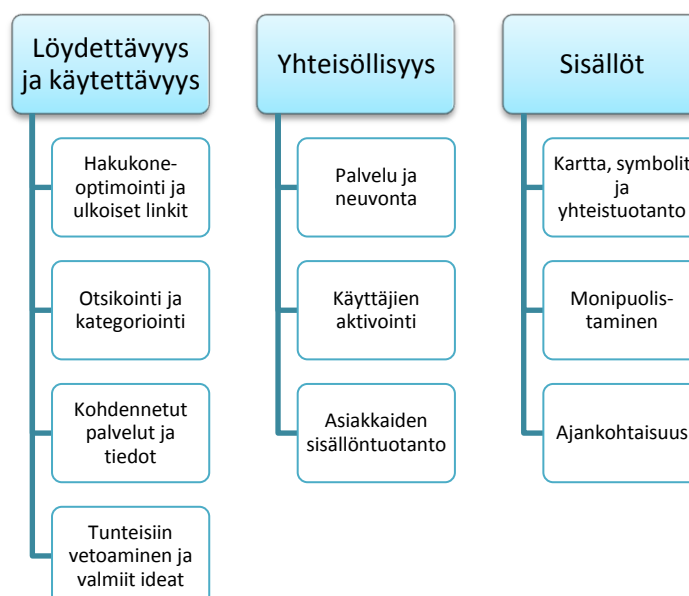 Löydettävyys
ja käytettävyys
Hakukone-
optimointi ja
ulkoiset linkit
Otsikointi ja
kategoriointi
Kohdennetut
palvelut ja
tiedot
Tunteisiin
vetoaminen ja
valmiit ideat
Yhteisöllisyys
Palvelu ja
neuvonta
Käyttäjien
aktivointi
Asiakkaiden
sisällöntuotanto
Sisällöt
Kartta, symbolit
ja
yhteistuotanto
Monipuolis-
taminen
Ajankohtaisuus